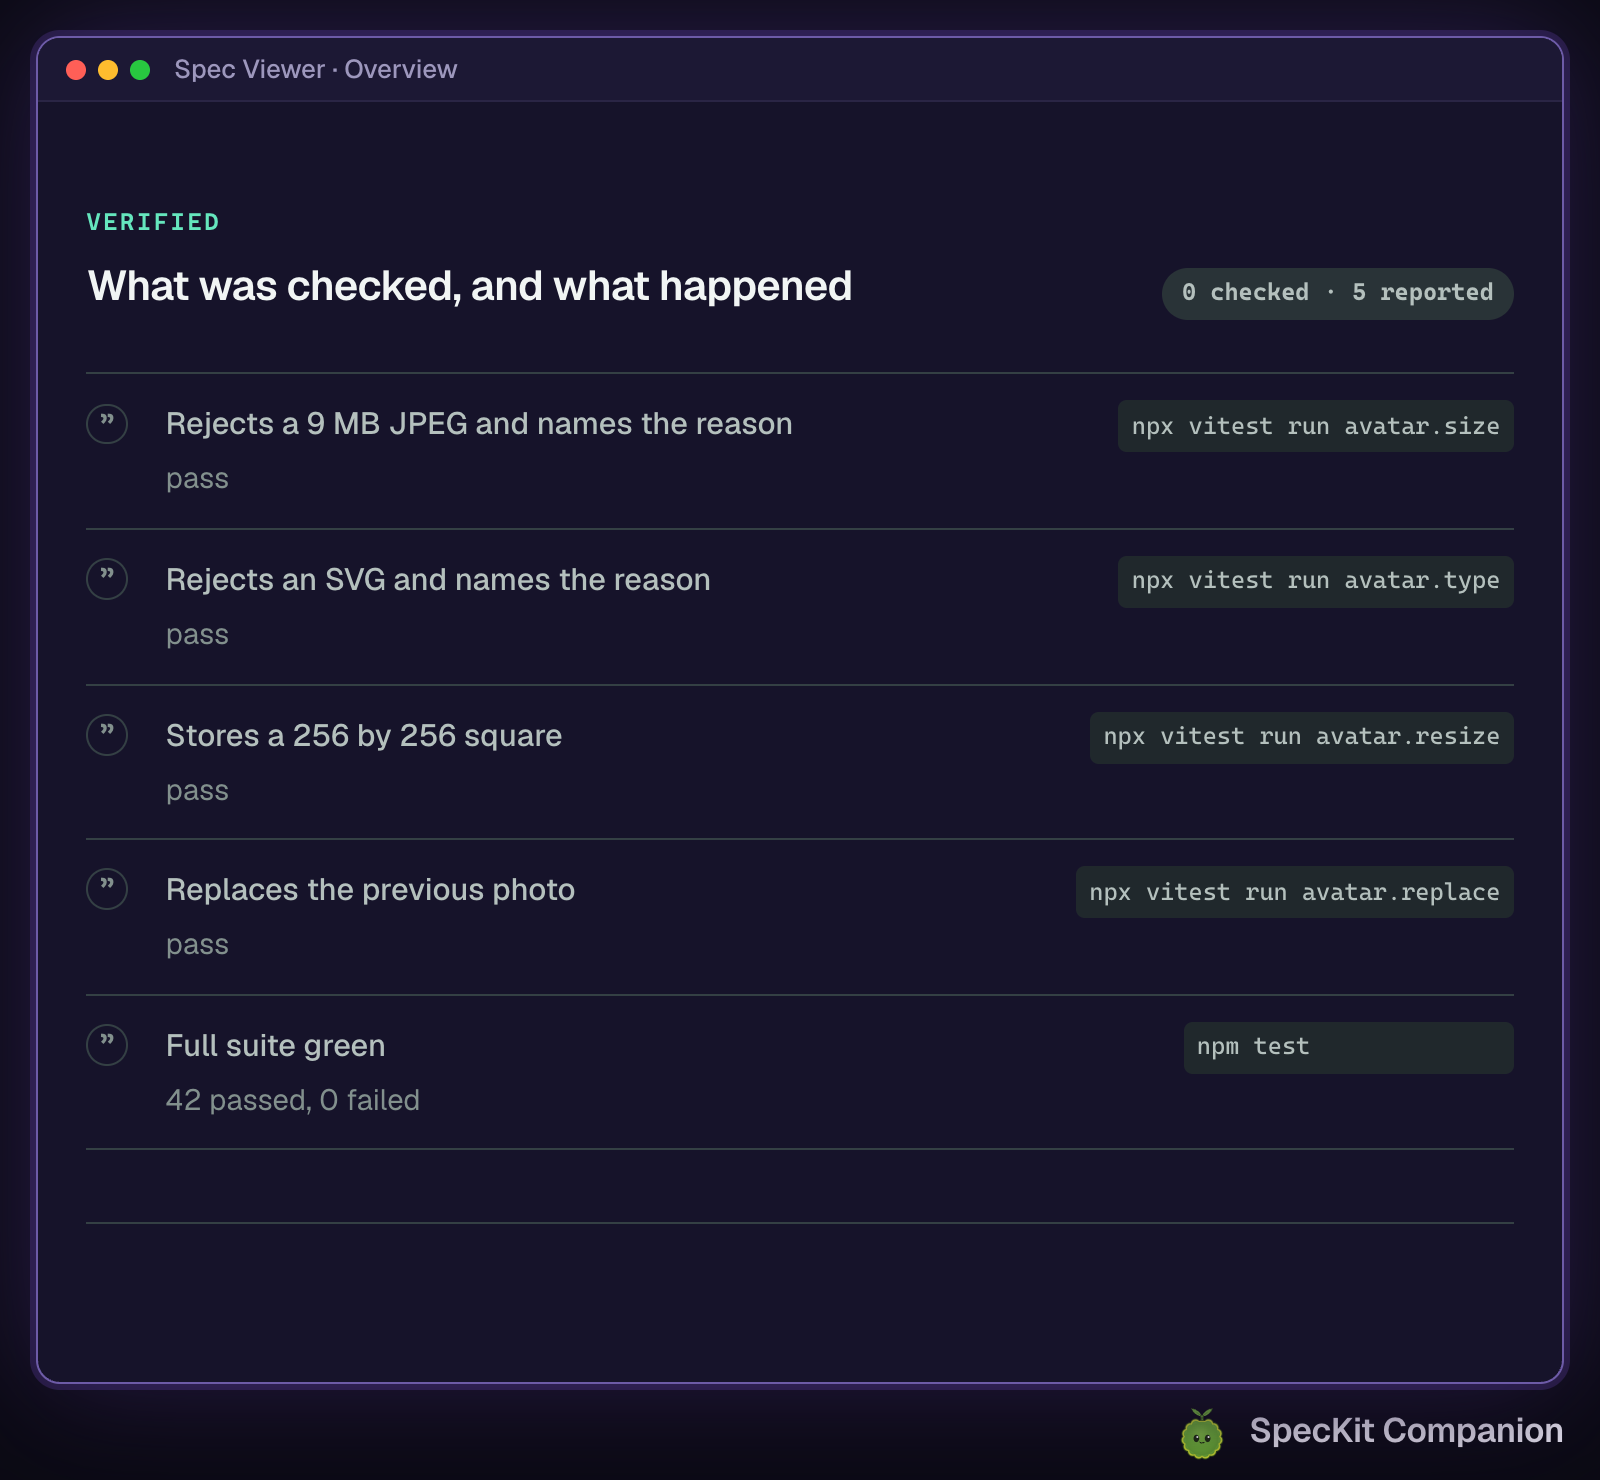 Spec Viewer · Overview
VERIFIED
What was checked, and what happened
0 checked · 5 reported
” Rejects a 9 MB JPEG and names the reason
npx vitest run avatar.size
pass
” Rejects an SVG and names the reason
npx vitest run avatar.type
pass
” Stores a 256 by 256 square
npx vitest run avatar.resize
pass
” Replaces the previous photo
npx vitest run avatar.replace
pass
” Full suite green
npm test
42 passed, 0 failed
SpecKit Companion